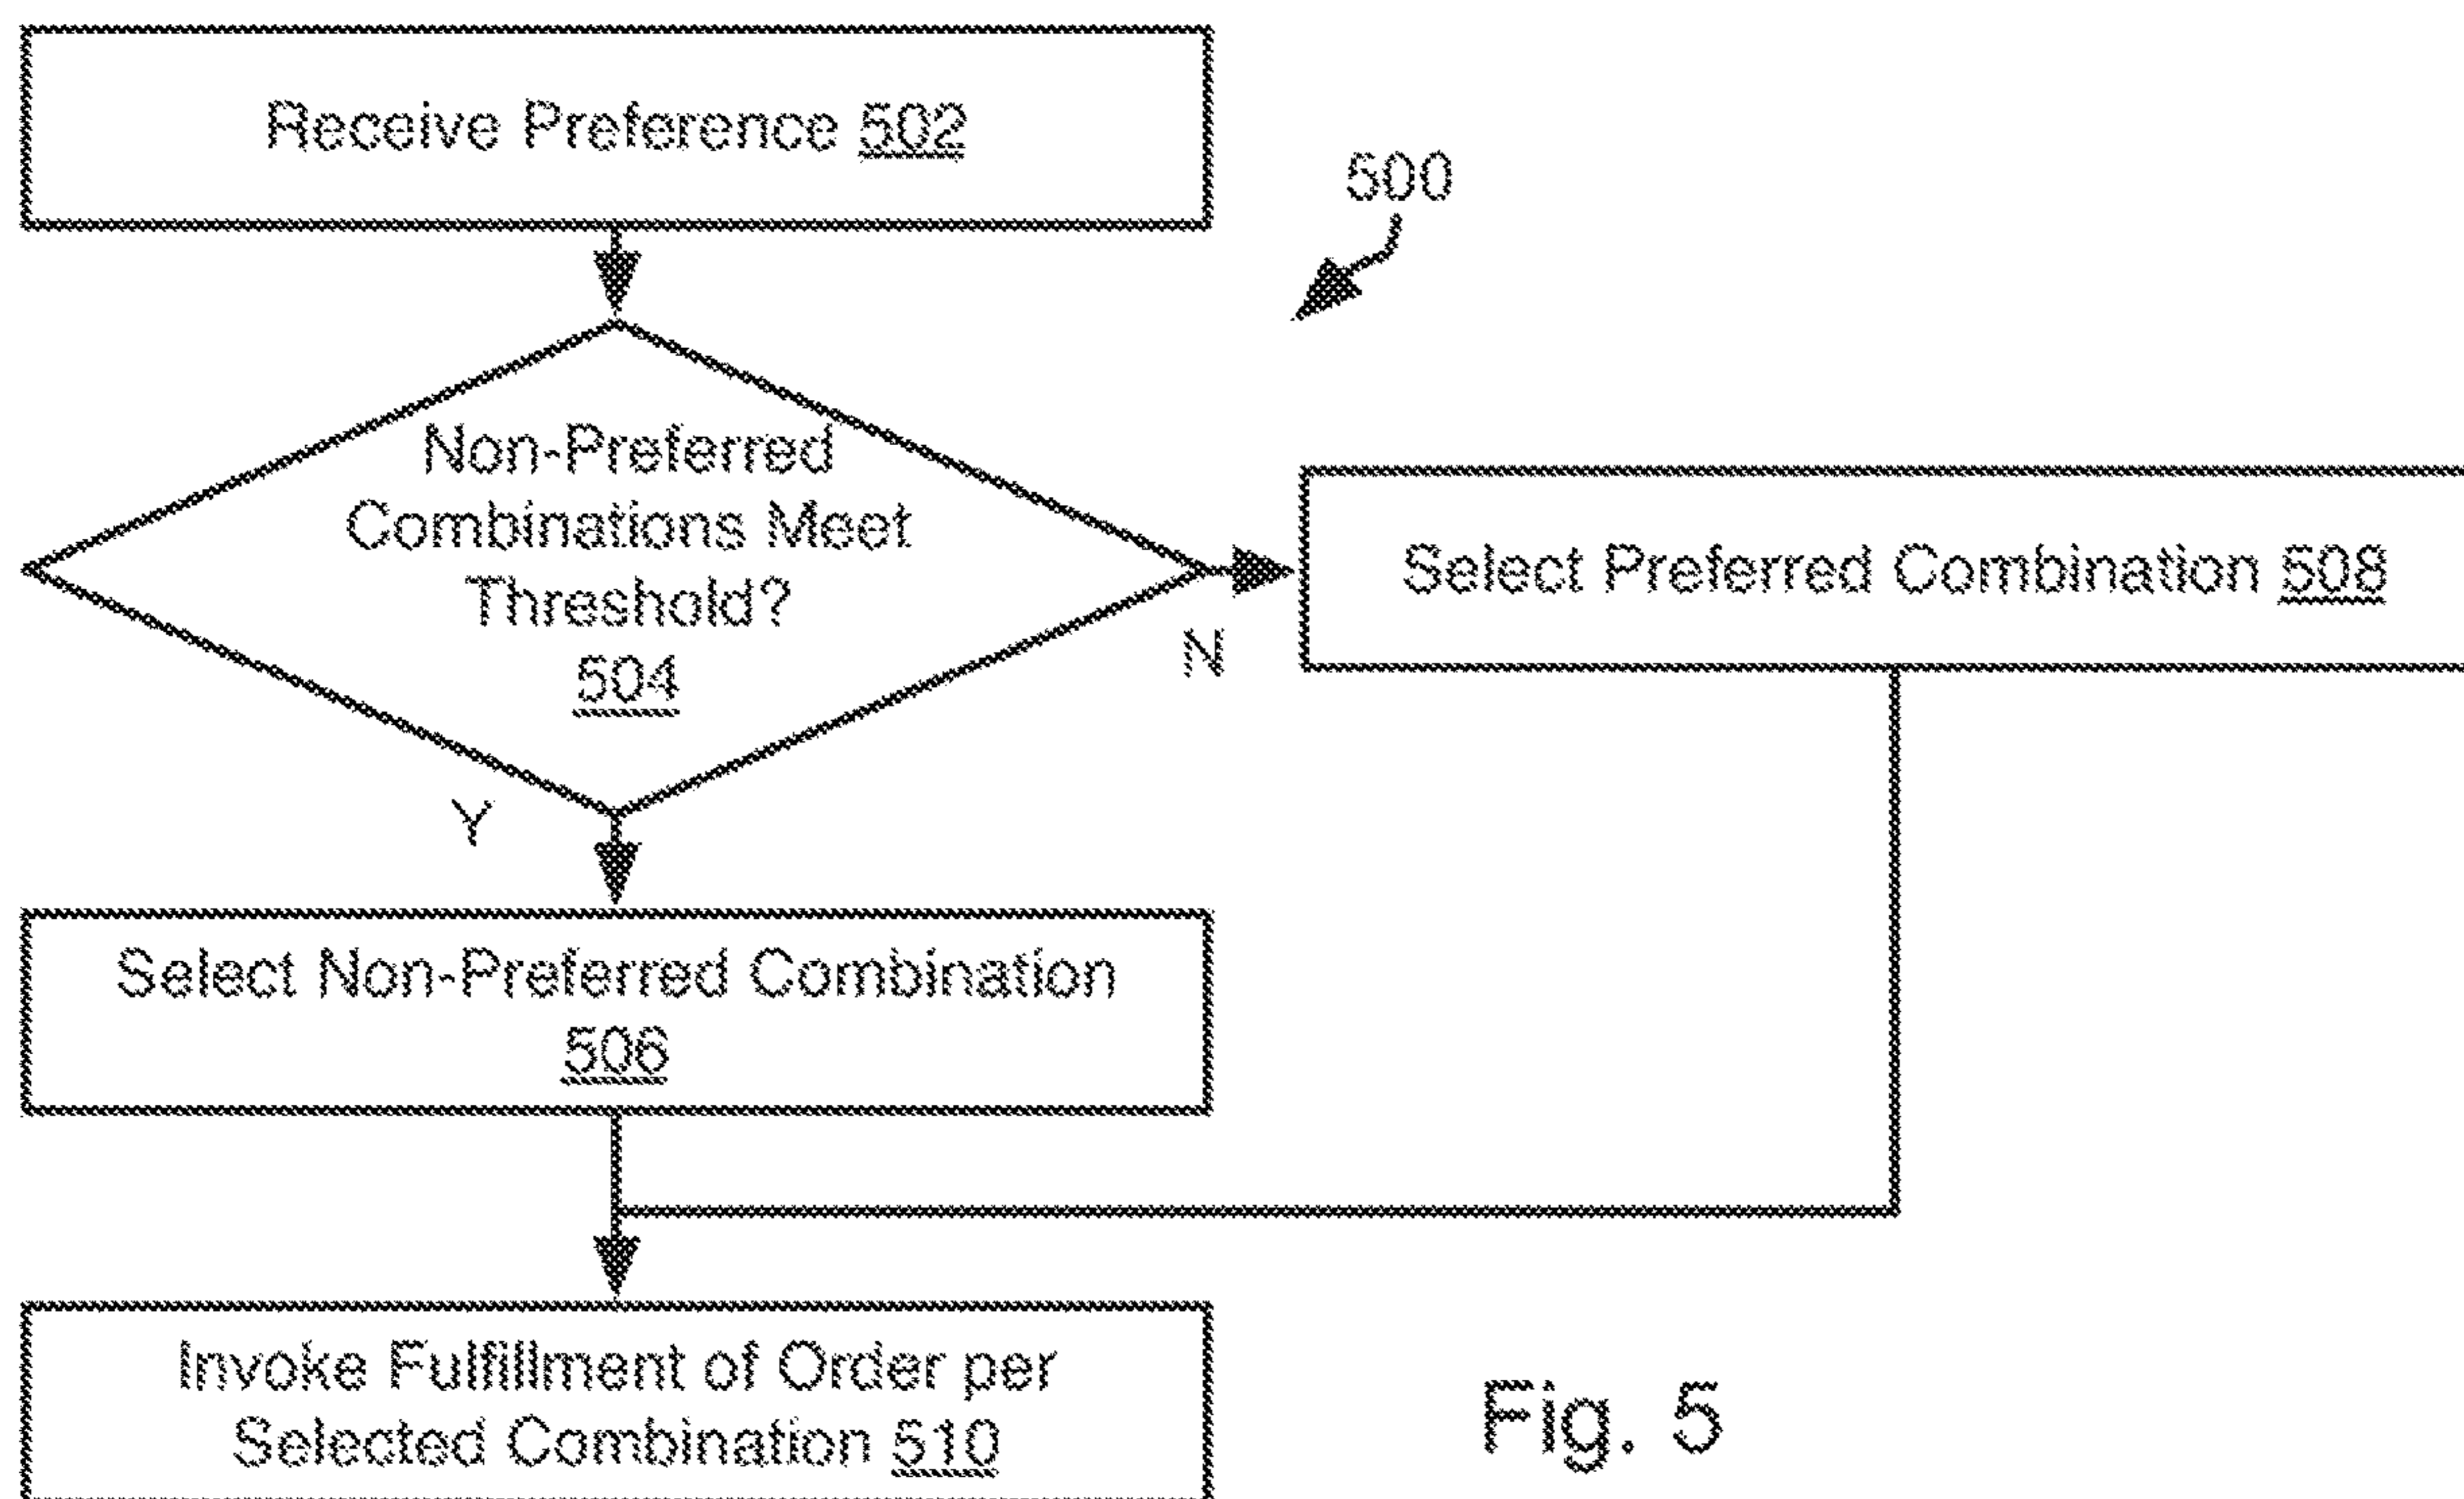 Receive Preference 502
500
Non-Preferred
Combinations Meet
Threshold?
504
N
Select Preferred Combination 508
Y
Select Non-Preferred Combination
506
Invoke Fulfillment of Order per
Selected Combination 510
Fig. 5